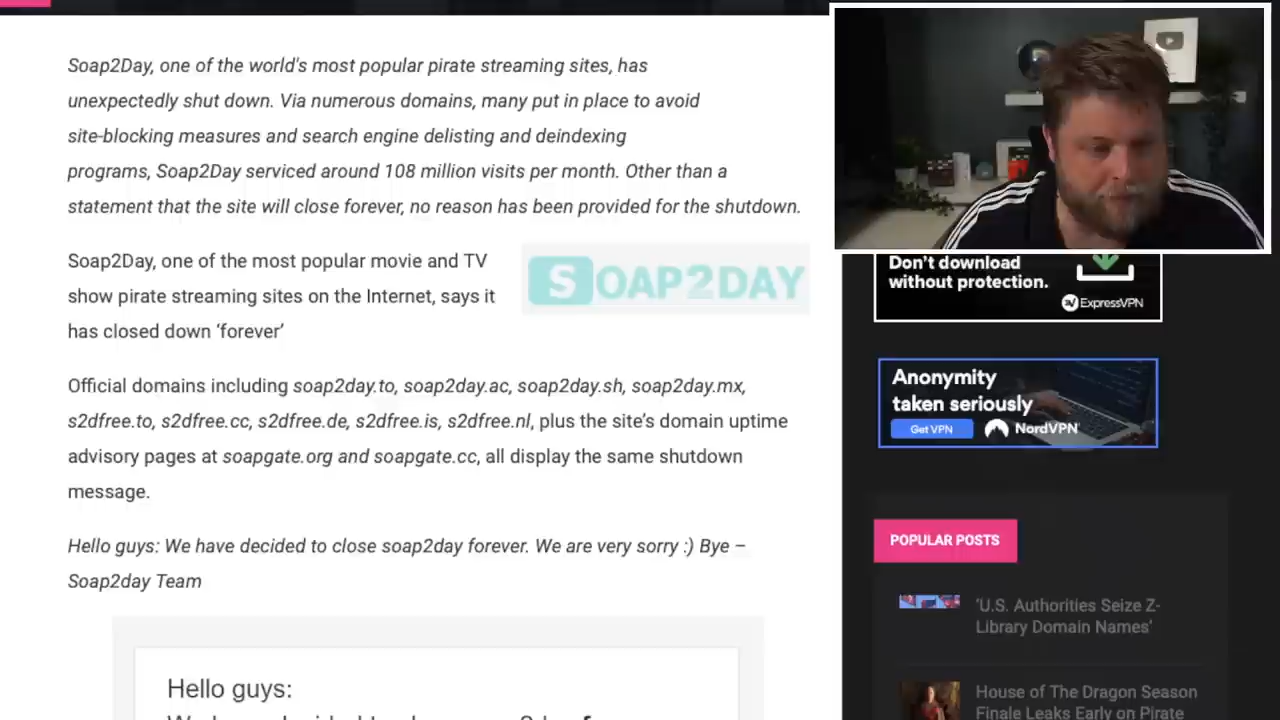 Soap2Day, one of the world's most popular pirate streaming sites, has
unexpectedly shut down. Via numerous domains, many put in place to avoid
site-blocking measures and search engine delisting and deindexing
programs, Soap2Day serviced around 108 million visits per month. Other than a
statement that the site will close forever, no reason has been provided for the shutdown.
Soap2Day, one of the most popular movie and TV
show pirate streaming sites on the Internet, says it
has closed down ‘forever’
SOAP2DAY
Official domains including soap2day.to, soap2day.ac, soap2day.sh, soap2day.mx,
s2dfree.to, s2dfree.cc, s2dfree.de, s2dfree.is, s2dfree.nl, plus the site’s domain uptime
advisory pages at soapgate.org and soapgate.cc, all display the same shutdown
message.
Hello guys: We have decided to close soap2day forever. We are very sorry :) Bye –
Soap2day Team
Hello guys:
Don’t download
without protection.
ExpressVPN
Anonymity
taken seriously
Get VPN
NordVPN
POPULAR POSTS
‘U.S. Authorities Seize Z-
Library Domain Names’
House of The Dragon Season
Finale Leaks Early on Pirate